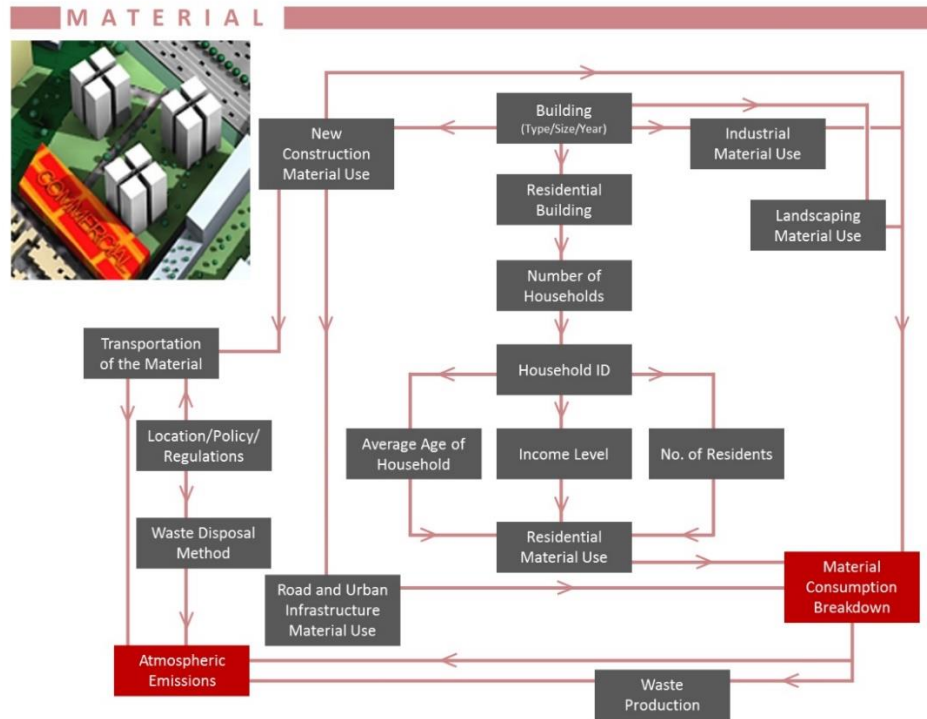 MATERIAL
COMMERCIAL
New
Construction
Material Use
Building
(Type/Size/Year)
Industrial
Material Use
Residential
Building
Landscaping
Material Use
Number of
Households
Transportation
of the Material
Household ID
Location/Policy/
Regulations
Average Age of
Household
Income Level
No. of Residents
Waste Disposal
Method
Residential
Material Use
Road and Urban
Infrastructure
Material Use
Material
Consumption
Breakdown
Atmospheric
Emissions
Waste
Production